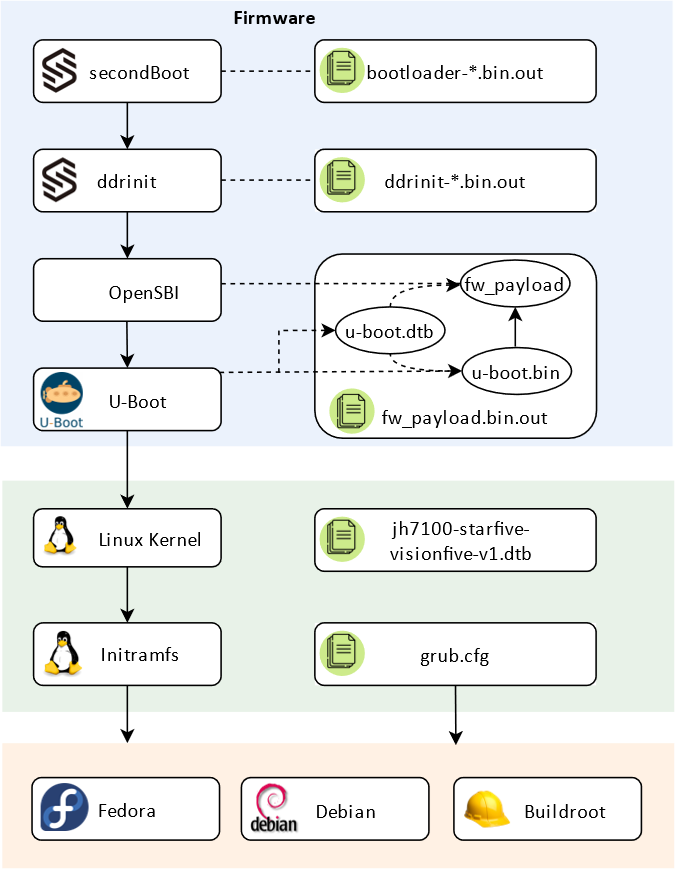 Firmware
secondBoot
bootloader-*.bin.out
ddrinit
ddrinit-*.bin.out
OpenSBI
fw_payload
u-boot.dtb
u-boot.bin
U-Boot
U-Boot
fw_payload.bin.out
Linux Kernel
jh7100-starfive-
visionfive-v1.dtb
Initramfs
grub.cfg
Fedora
debian
Debian
Buildroot